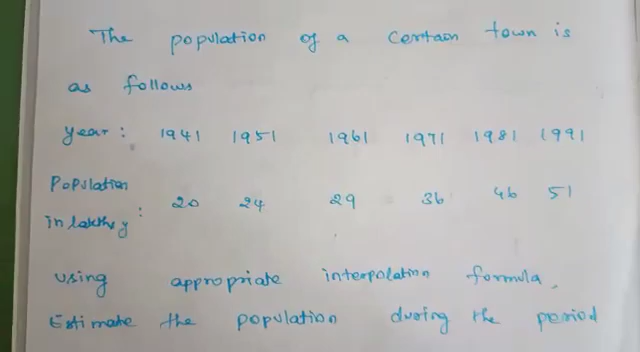 The population of a certain town is
as follows
year: 1941 1951 1961 1971 1981 1991
Population
in lakhs y : 20 24 29 36 46 51
using appropriate interpolation formula,
Estimate the population during the period